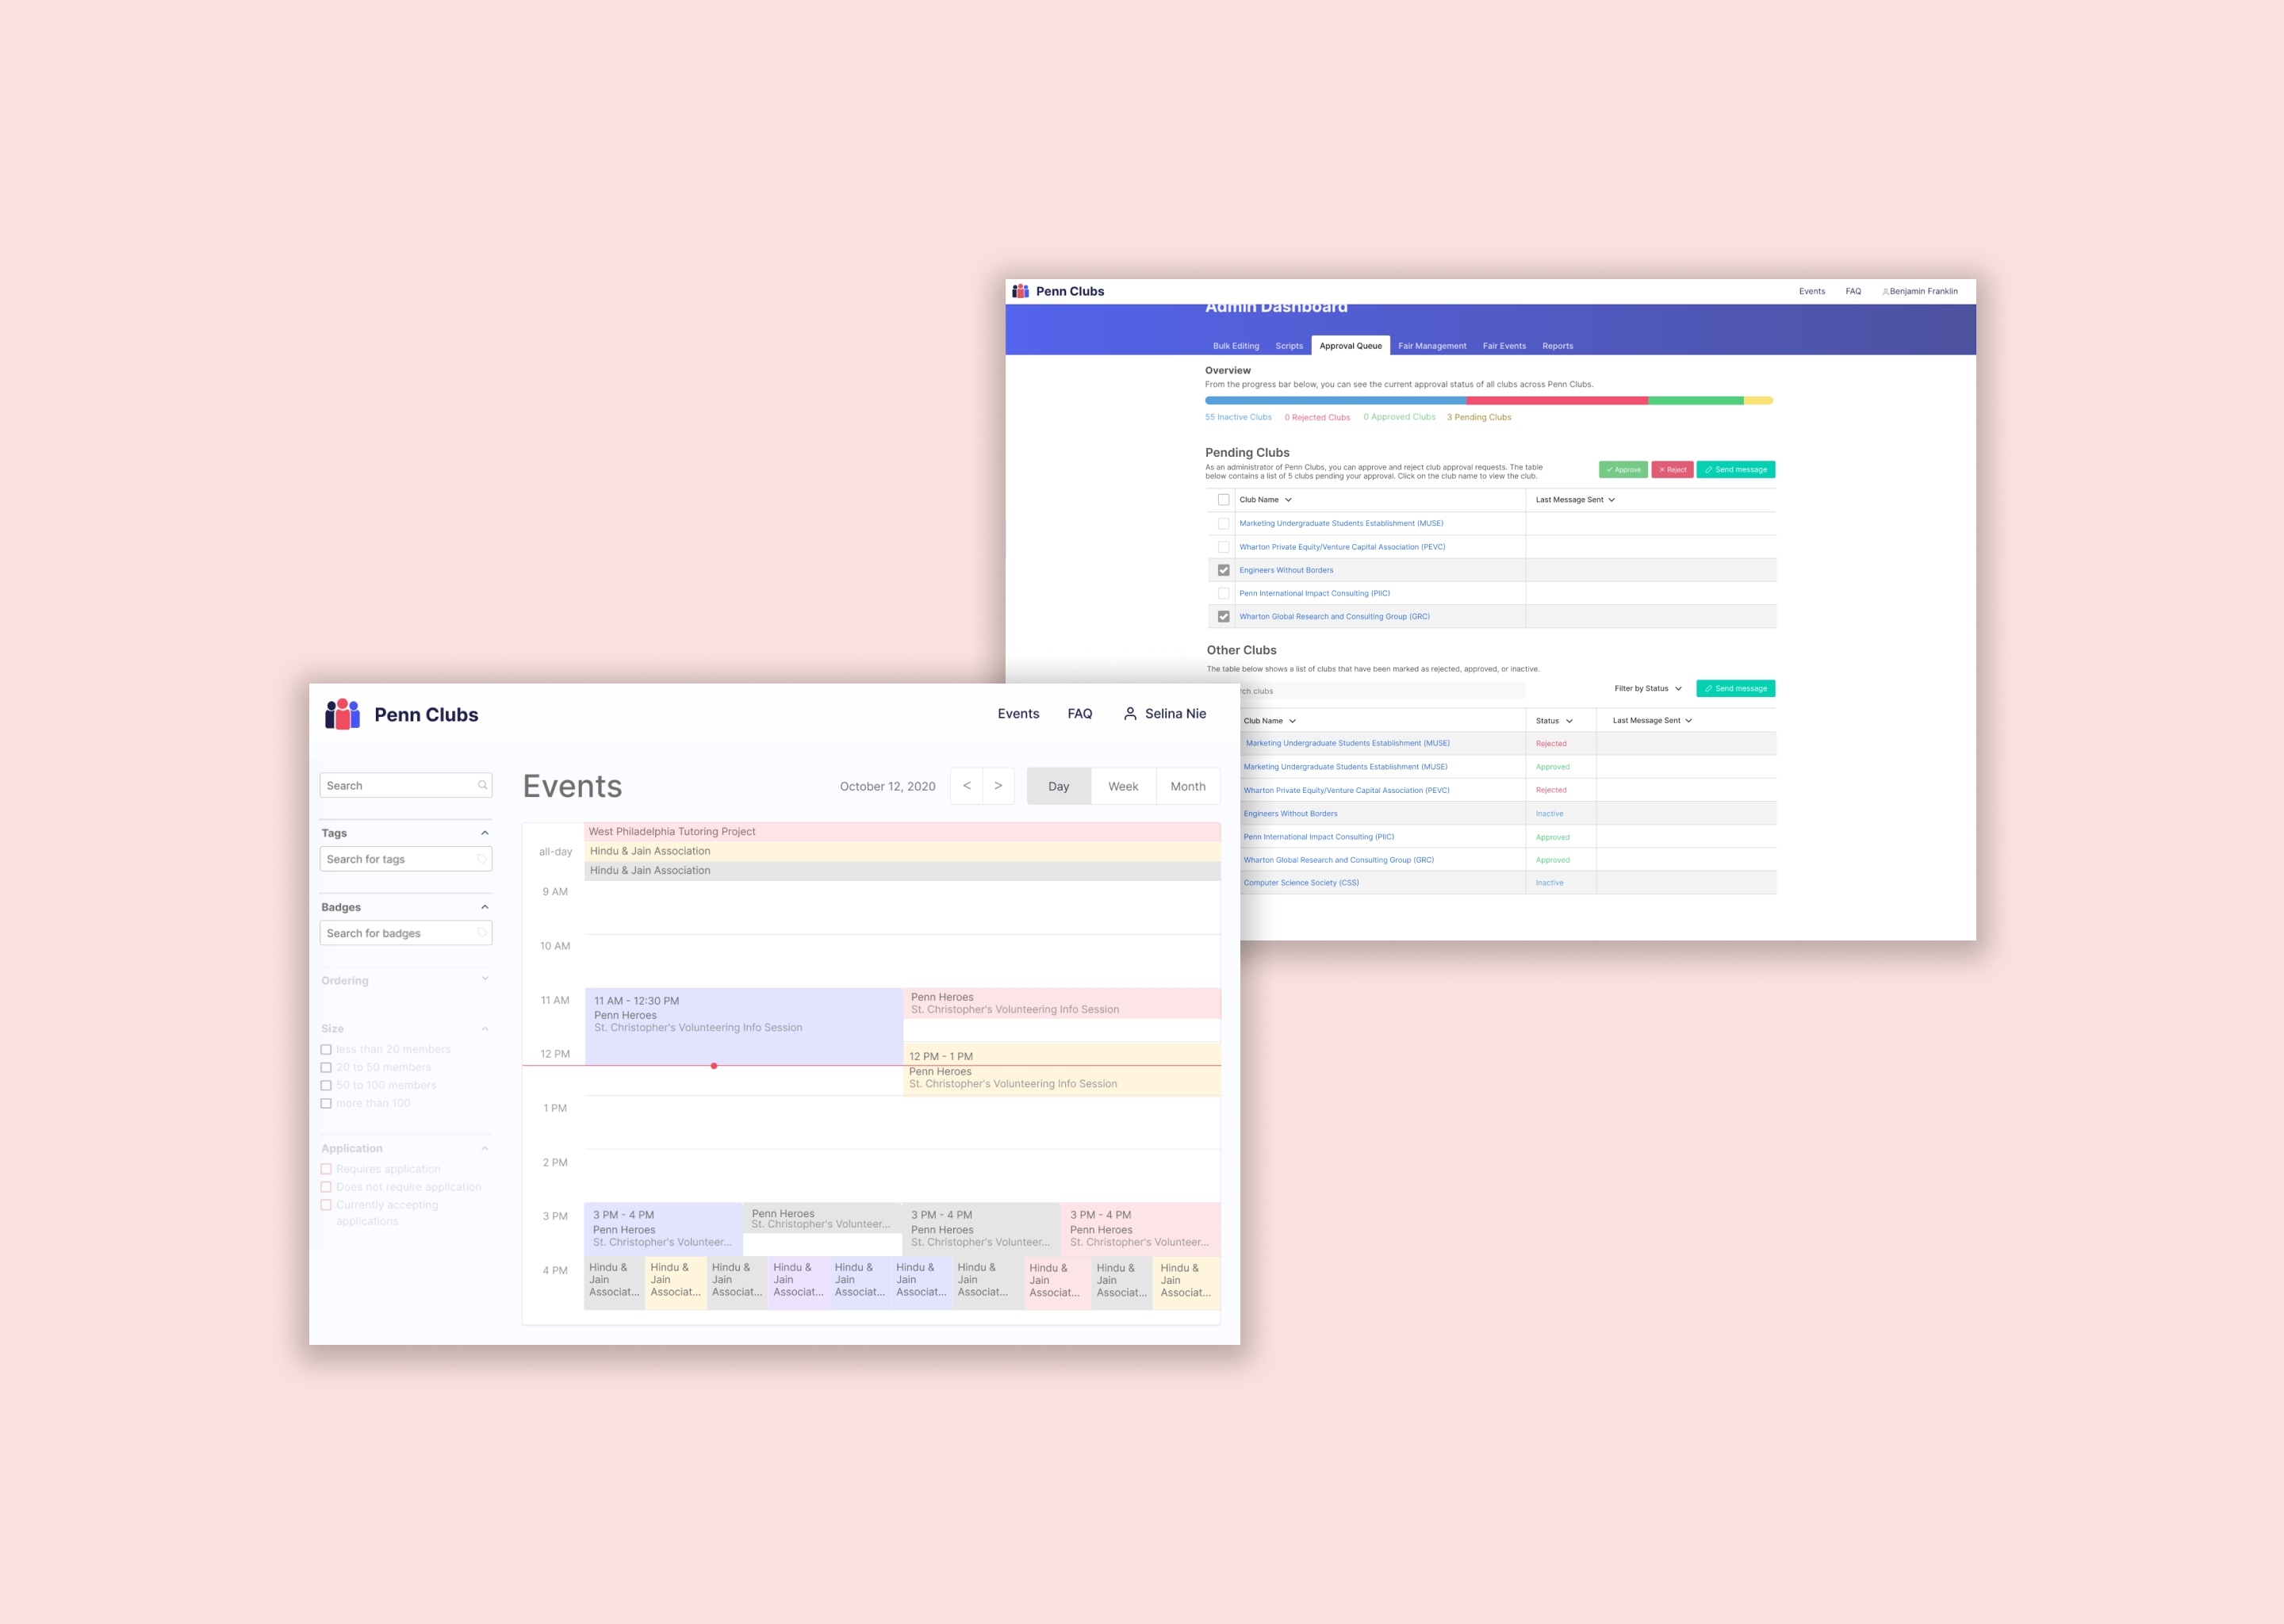 Penn Clubs
Events FAQ Benjamin Franklin
Admin Dashboard
Bulk Editing Scripts Approval Queue Fair Management Fair Events Reports
Overview
From the progress bar below, you can see the current approval status of all clubs across Penn Clubs.
55 Inactive Clubs 0 Rejected Clubs 0 Approved Clubs 3 Pending Clubs
Pending Clubs
As an administrator of Penn Clubs, you can approve and reject club approval requests. The table
below contains a list of 5 clubs pending your approval. Click on the club name to view the club.
Approve Reject Send message
Club Name Last Message Sent
Marketing Undergraduate Students Establishment (MUSE)
Wharton Private Equity/Venture Capital Association (PEVC)
Engineers Without Borders
Penn International Impact Consulting (PIIC)
Wharton Global Research and Consulting Group (GRC)
Other Clubs
The table below shows a list of clubs that have been marked as rejected, approved, or inactive.
rch clubs Filter by Status Send message
Club Name Status Last Message Sent
Marketing Undergraduate Students Establishment (MUSE) Rejected
Marketing Undergraduate Students Establishment (MUSE) Approved
Wharton Private Equity/Venture Capital Association (PEVC) Rejected
Engineers Without Borders Inactive
Penn International Impact Consulting (PIIC) Approved
Wharton Global Research and Consulting Group (GRC) Approved
Computer Science Society (CSS) Inactive
Penn Clubs
Events FAQ Selina Nie
Search
Tags
Search for tags
Badges
Search for badges
Ordering
Size
less than 20 members
20 to 50 members
50 to 100 members
more than 100
Application
Requires application
Does not require application
Currently accepting
applications
Events October 12, 2020 < > Day Week Month
all-day
West Philadelphia Tutoring Project
Hindu & Jain Association
Hindu & Jain Association
9 AM
10 AM
11 AM
11 AM - 12:30 PM
Penn Heroes
St. Christopher's Volunteering Info Session
Penn Heroes
St. Christopher's Volunteering Info Session
12 PM
12 PM - 1 PM
Penn Heroes
St. Christopher's Volunteering Info Session
1 PM
2 PM
3 PM
3 PM - 4 PM
Penn Heroes
St. Christopher's Volunteer...
Penn Heroes
St. Christopher's Volunteer...
3 PM - 4 PM
Penn Heroes
St. Christopher's Volunteer...
3 PM - 4 PM
Penn Heroes
St. Christopher's Volunteer...
4 PM
Hindu &
Jain
Associat...
Hindu &
Jain
Associat...
Hindu &
Jain
Associat...
Hindu &
Jain
Associat...
Hindu &
Jain
Associat...
Hindu &
Jain
Associat...
Hindu &
Jain
Associat...
Hindu &
Jain
Associat...
Hindu &
Jain
Associat...
Hindu &
Jain
Associat...